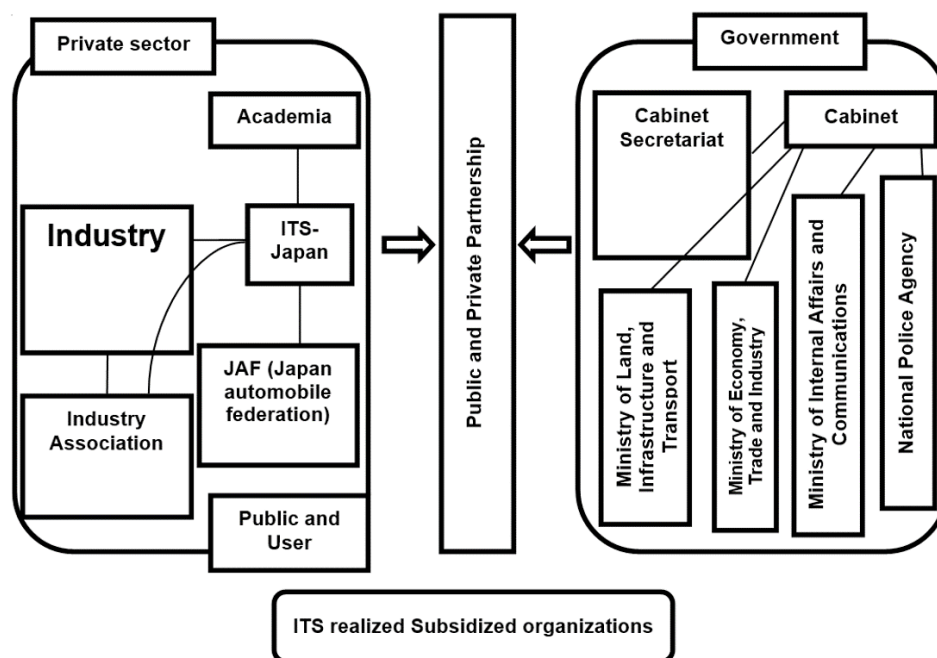 Private sector
Academia
Industry
ITS-
Japan
JAF (Japan
automobile
federation)
Industry
Association
Public and
User
Public and Private Partnership
Government
Cabinet
Secretariat
Cabinet
Ministry of Land,
Infrastructure and
Transport
Ministry of Economy,
Trade and Industry
Ministry of Internal Affairs and
Communications
National Police Agency
ITS realized Subsidized organizations